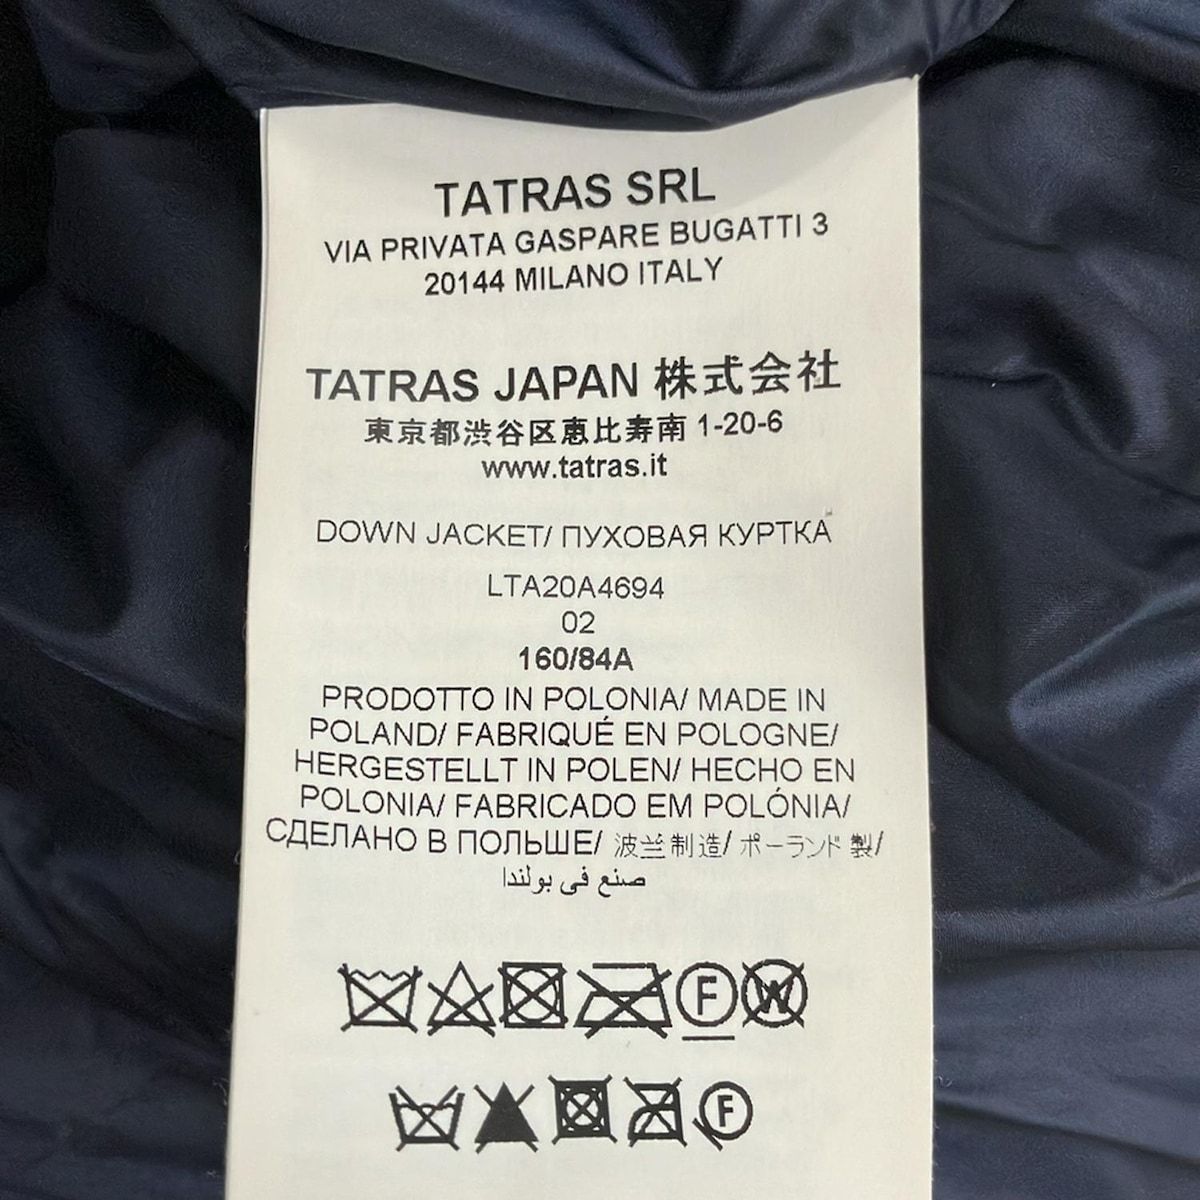 TATRAS SRL
VIA PRIVATA GASPARE BUGATTI 3
20144 MILANO ITALY
TATRAS JAPAN 株式会社
東京都渋谷区恵比寿南 1-20-6
www.tatras.it
DOWN JACKET/ ПУХОВАЯ КУРТКА
LTA20A4694
02
160/84A
PRODOTTO IN POLONIA/ MADE IN
POLAND/ FABRIQUÉ EN POLOGNE/
HERGESTELLT IN POLEN/ HECHO EN
POLONIA/ FABRICADO EM POLÓNIA/
СДЕЛАНО В ПОЛЬШЕ/ 波兰制造/ ポーランド製/
صنع في بولندا
F W
F